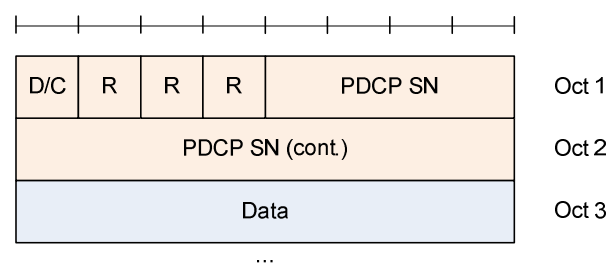 D/C R R R PDCP SN Oct 1
PDCP SN (cont.) Oct 2
Data Oct 3
...